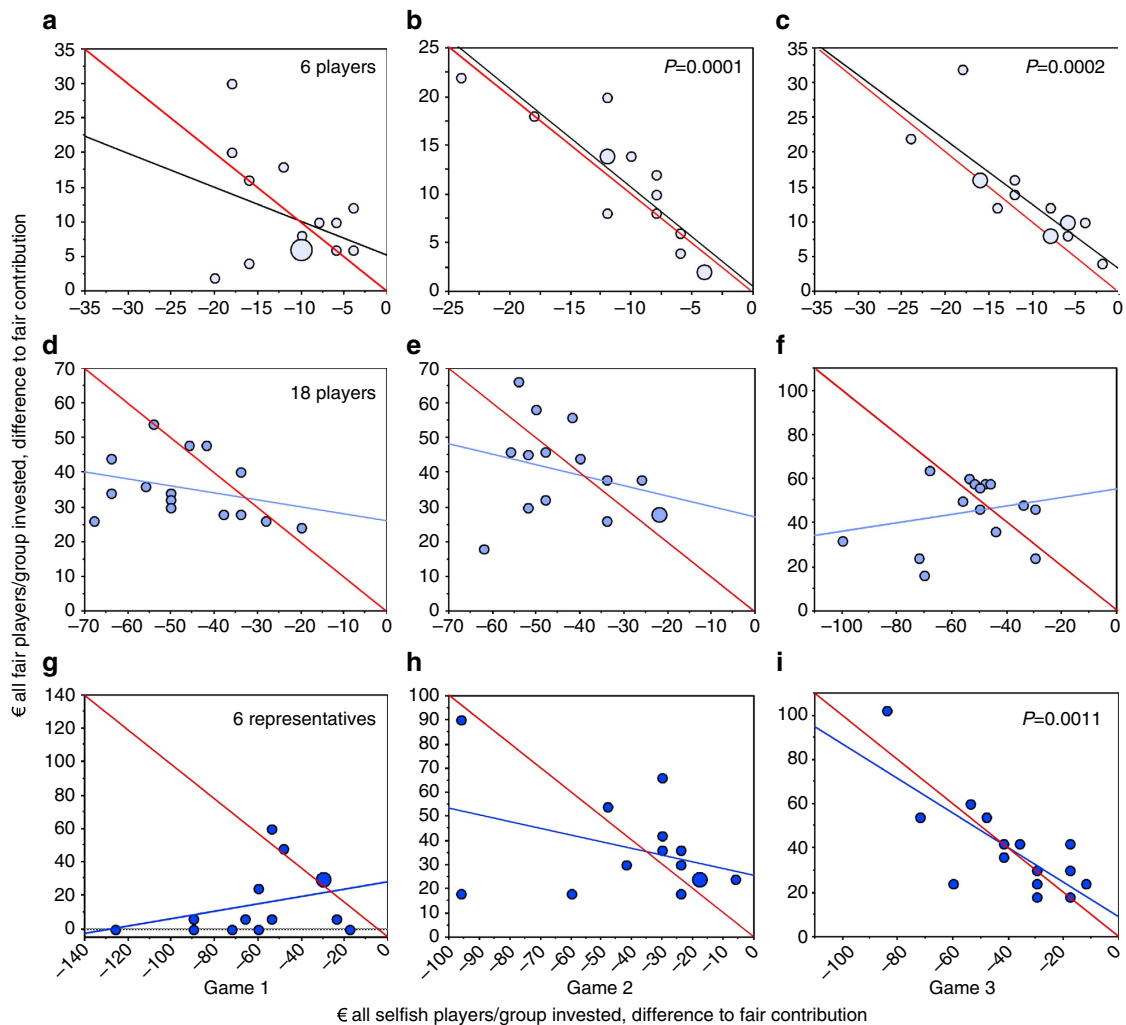 a
b
c
35
30
25
20
15
10
5
0
6 players
−35 −30 −25 −20 −15 −10 −5 0
25
20
15
10
5
0
P=0.0001
−25 −20 −15 −10 −5 0
35
30
25
20
15
10
5
0
P=0.0002
−35 −30 −25 −20 −15 −10 −5 0
€ all fair players/group invested, difference to fair contribution
d
e
f
70
60
50
40
30
20
10
0
18 players
−70 −60 −50 −40 −30 −20 −10 0
70
60
50
40
30
20
10
0
−70 −60 −50 −40 −30 −20 −10 0
100
80
60
40
20
0
−100 −80 −60 −40 −20 0
g
h
i
140
120
100
80
60
40
20
0
6 representatives
−140 −120 −100 −80 −60 −40 −20 0
Game 1
100
90
80
70
60
50
40
30
20
10
0
−100 −90 −80 −70 −60 −50 −40 −30 −20 −10 0
Game 2
100
80
60
40
20
0
P=0.0011
−100 −80 −60 −40 −20 0
Game 3
€ all selfish players/group invested, difference to fair contribution